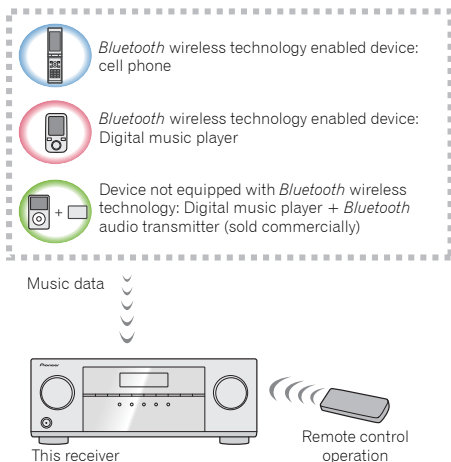 Bluetooth wireless technology enabled device:
cell phone
Bluetooth wireless technology enabled device:
Digital music player
Device not equipped with Bluetooth wireless
technology: Digital music player + Bluetooth
audio transmitter (sold commercially)
+
Music data
Pioneer
This receiver
Remote control
operation